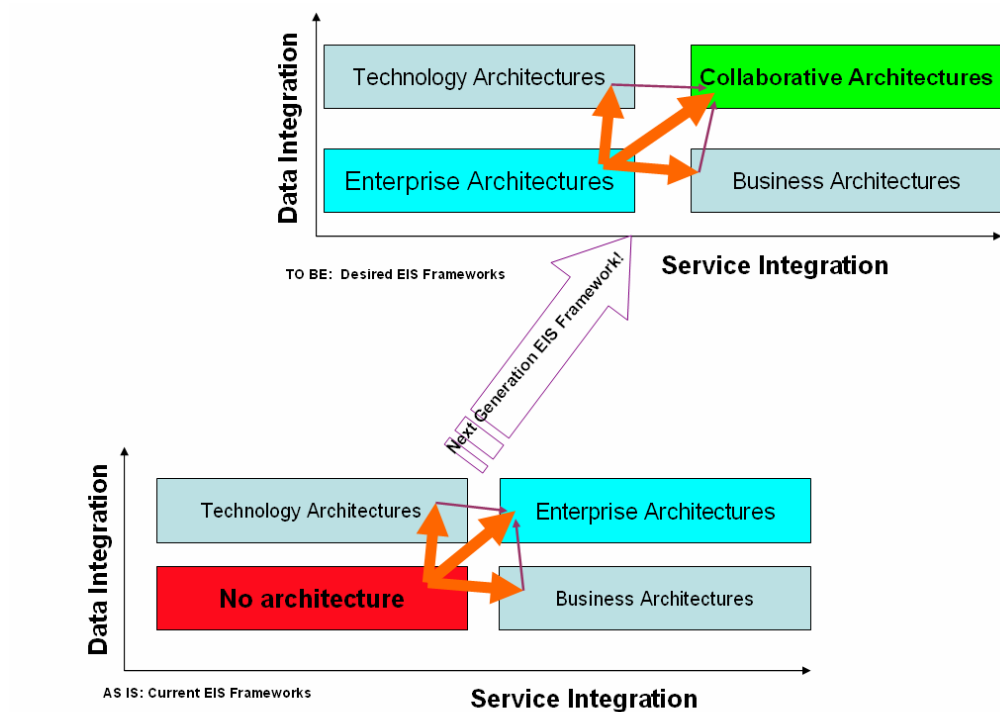 Data Integration
Technology Architectures
Collaborative Architectures
Enterprise Architectures
Business Architectures
Service Integration
TO BE: Desired EIS Frameworks
Next Generation EIS Framework!
Data Integration
Technology Architectures
Enterprise Architectures
No architecture
Business Architectures
AS IS: Current EIS Frameworks
Service Integration